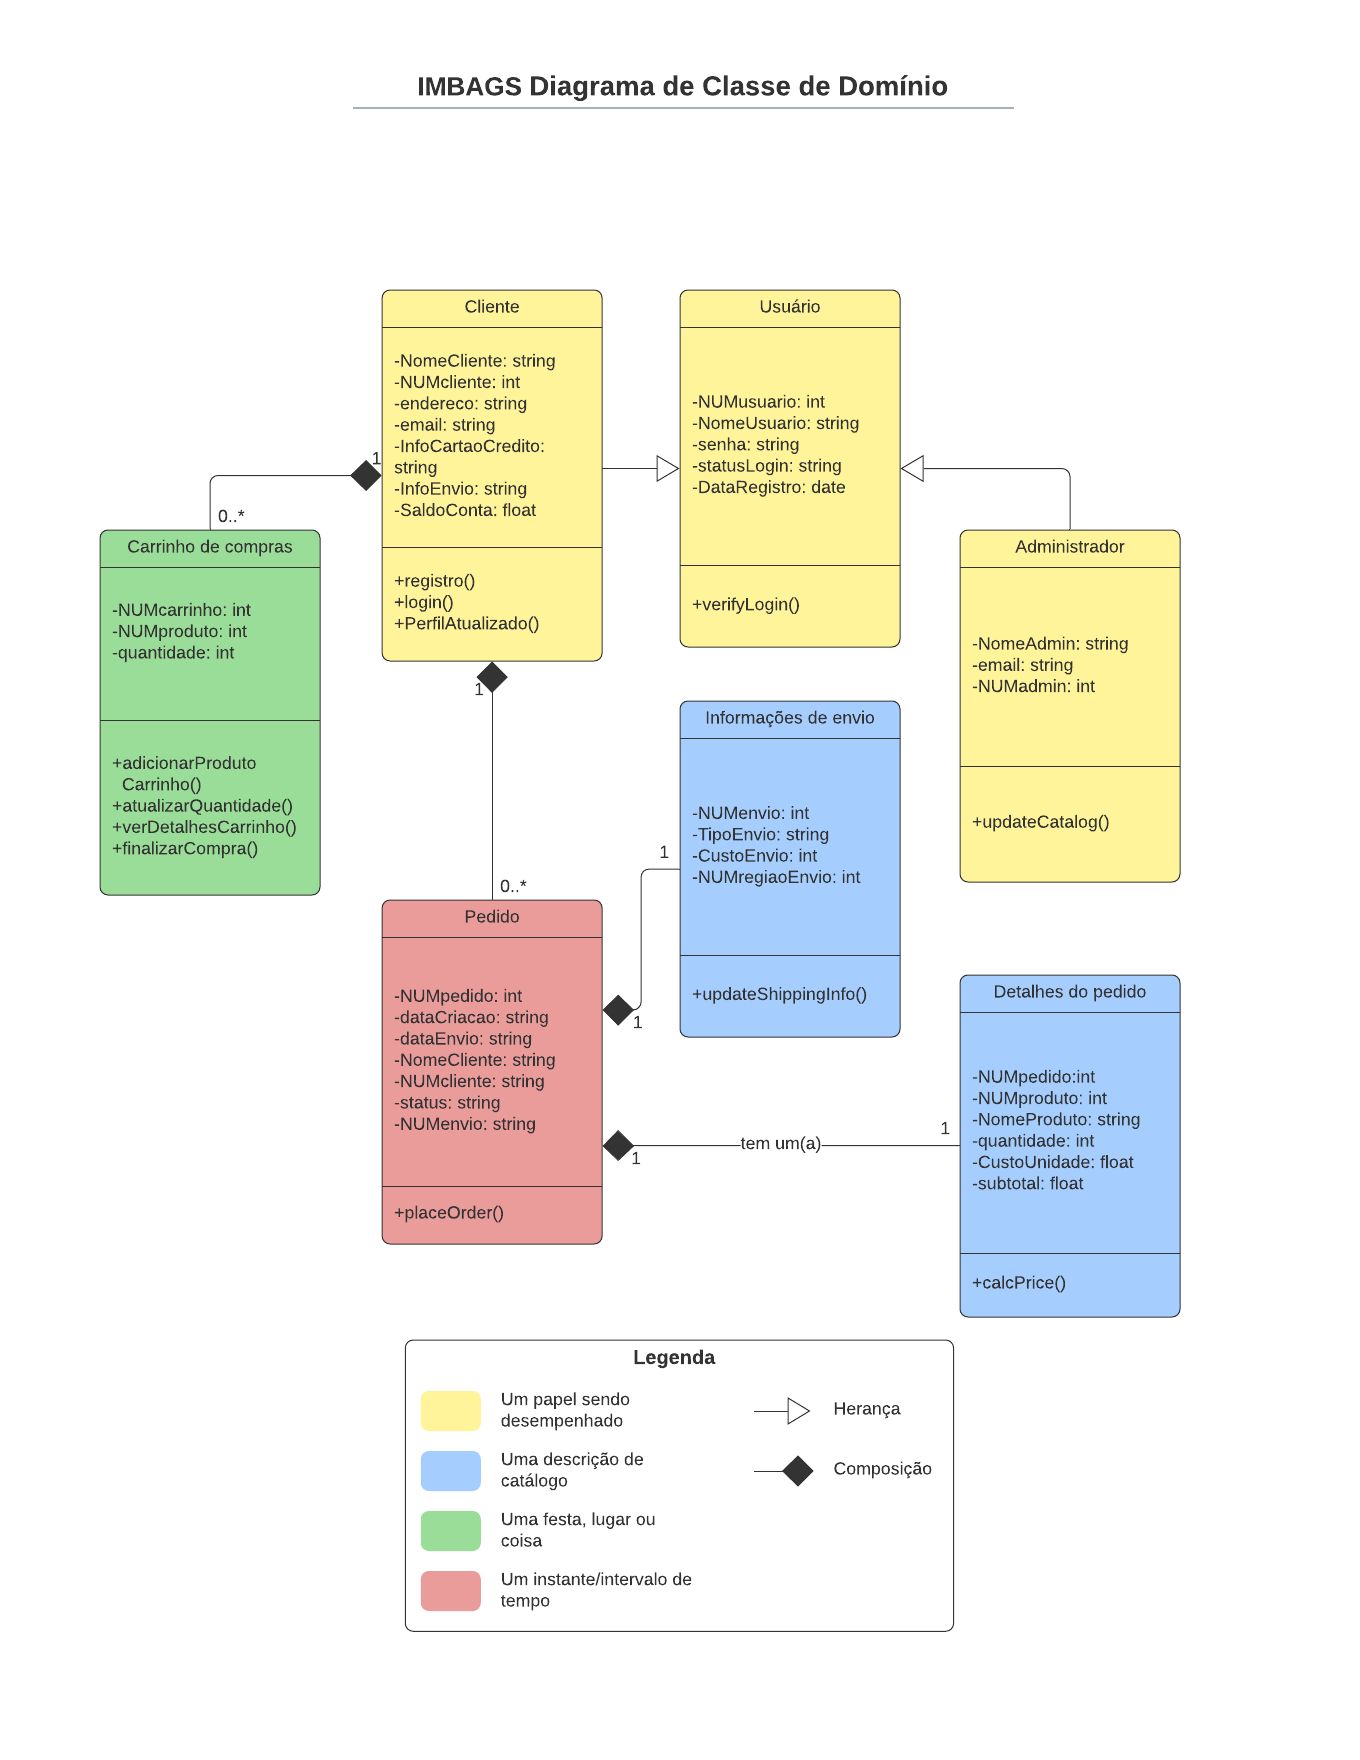 IMBAGS Diagrama de Classe de Domínio
Cliente
-NomeCliente: string
-NUMcliente: int
-endereco: string
-email: string
-InfoCartaoCredito:
string
-InfoEnvio: string
-SaldoConta: float
+registro()
+login()
+PerfilAtualizado()
Usuário
-NUMusuario: int
-NomeUsuario: string
-senha: string
-statusLogin: string
-DataRegistro: date
+verifyLogin()
1
0..*
Carrinho de compras
-NUMcarrinho: int
-NUMproduto: int
-quantidade: int
+adicionarProduto
Carrinho()
+atualizarQuantidade()
+verDetalhesCarrinho()
+finalizarCompra()
Administrador
-NomeAdmin: string
-email: string
-NUMadmin: int
+updateCatalog()
1
0..*
Informações de envio
-NUMenvio: int
-TipoEnvio: string
-CustoEnvio: int
-NUMregiaoEnvio: int
+updateShippingInfo()
1
1
Pedido
-NUMpedido: int
-dataCriacao: string
-dataEnvio: string
-NomeCliente: string
-NUMcliente: string
-status: string
-NUMenvio: string
+placeOrder()
1
tem um(a)
1
Detalhes do pedido
-NUMpedido:int
-NUMproduto: int
-NomeProduto: string
-quantidade: int
-CustoUnidade: float
-subtotal: float
+calcPrice()
Legenda
Um papel sendo
desempenhado
Uma descrição de
catálogo
Uma festa, lugar ou
coisa
Um instante/intervalo de
tempo
Herança
Composição